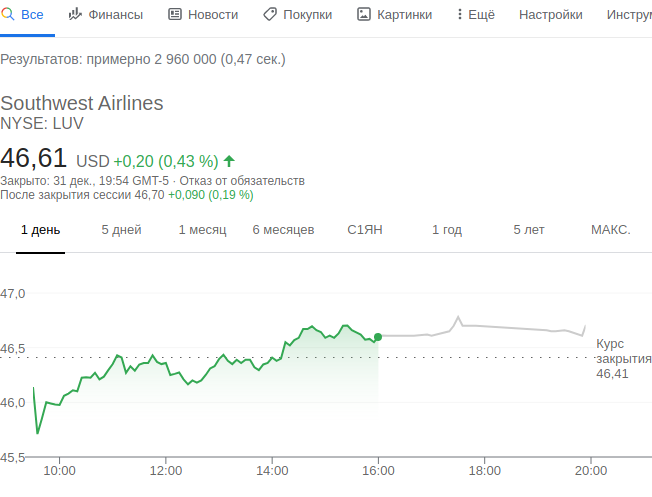 Все Финансы Новости Покупки Картинки Ещё Настройки
Результатов: примерно 2 960 000 (0,47 сек.)
Southwest Airlines
NYSE: LUV
46,61 USD +0,20 (0,43 %)
Закрыто: 31 дек., 19:54 GMT-5 · Отказ от обязательств
После закрытия сессии 46,70 +0,090 (0,19 %)
1 день 5 дней 1 месяц 6 месяцев С1ЯН 1 год 5 лет МАКС.
47,0
46,5
Курс
закрытия
46,41
46,0
45,5
10:00 12:00 14:00 16:00 18:00 20:00